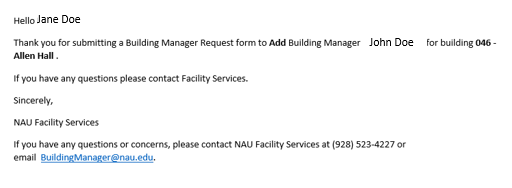 Hello Jane Doe
Thank you for submitting a Building Manager Request form to Add Building Manager John Doe for building 046 -
Allen Hall .
If you have any questions please contact Facility Services.
Sincerely,
NAU Facility Services
If you have any questions or concerns, please contact NAU Facility Services at (928) 523-4227 or
email BuildingManager@nau.edu.